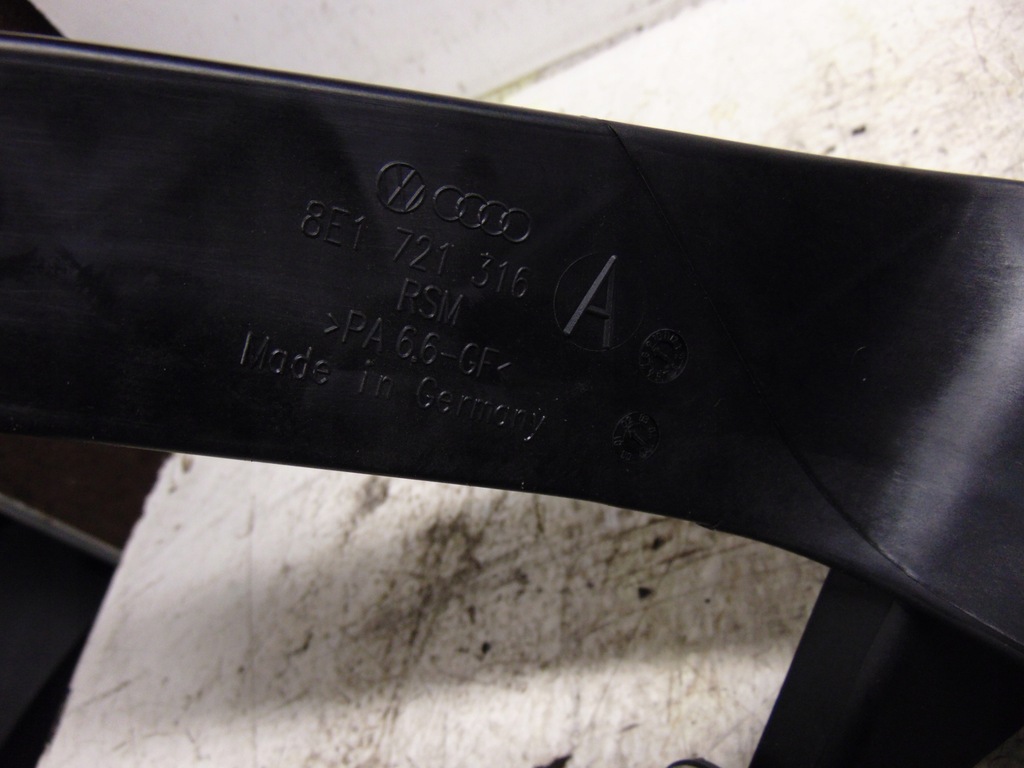 8E1 721 316
A
RSM
>PA 6.6-GF<
Made in Germany